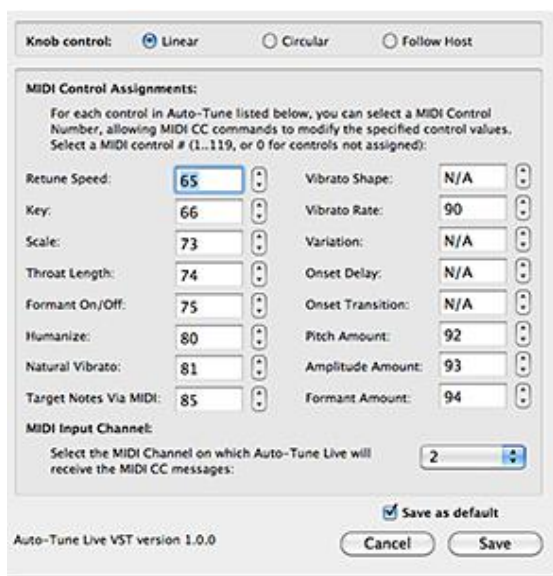 Knob control: Linear Circular Follow Host
MIDI Control Assignments:
For each control in Auto-Tune listed below, you can select a MIDI Control
Number, allowing MIDI CC commands to modify the specified control values.
Select a MIDI control # (1..119, or 0 for controls not assigned):
Retune Speed: 65 Vibrato Shape: N/A
Key: 66 Vibrato Rate: 90
Scale: 73 Variation: N/A
Throat Length: 74 Onset Delay: N/A
Formant On/Off: 75 Onset Transition: N/A
Humanize: 80 Pitch Amount: 92
Natural Vibrato: 81 Amplitude Amount: 93
Target Notes Via MIDI: 85 Formant Amount: 94
MIDI Input Channel:
Select the MIDI Channel on which Auto-Tune Live will
receive the MIDI CC messages: 2
Save as default
Auto-Tune Live VST version 1.0.0 Cancel Save